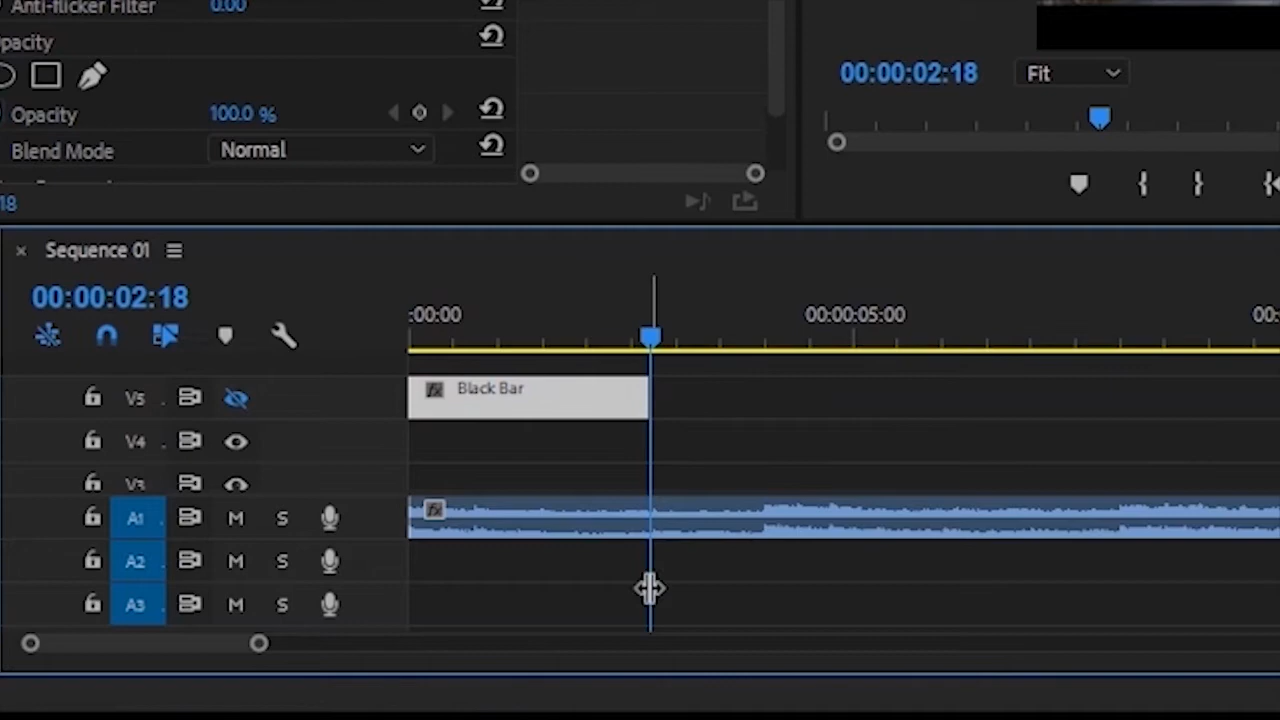 Anti-flicker Filter 0.00
pacity
Opacity 100.0 %
Blend Mode Normal
18
00:00:02:18 Fit
× Sequence 01
00:00:02:18
:00:00 00:00:05:00 00:
V5 Black Bar
V4
V3
A1 M S
A2 M S
A3 M S